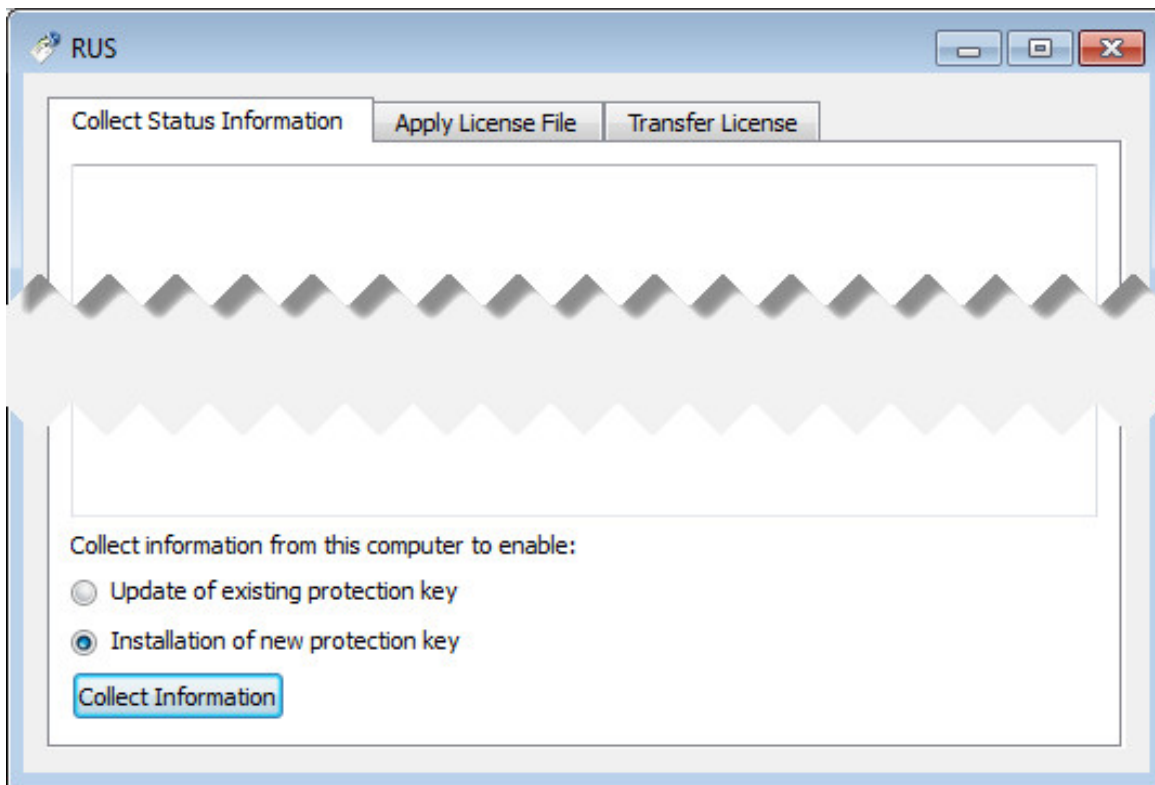 RUS
Collect Status Information Apply License File Transfer License
Collect information from this computer to enable:
Update of existing protection key
Installation of new protection key
Collect Information